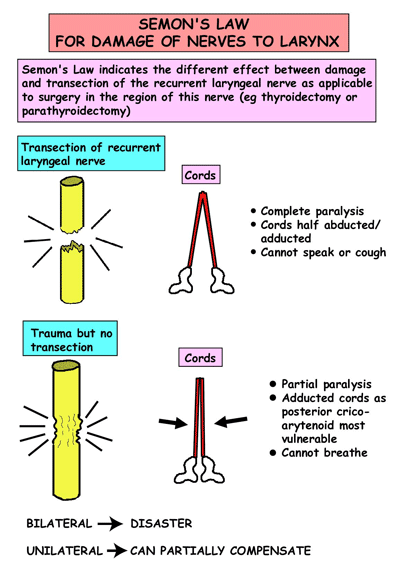 SEMON'S LAW
FOR DAMAGE OF NERVES TO LARYNX
Semon's Law indicates the different effect between damage
and transection of the recurrent laryngeal nerve as applicable
to surgery in the region of this nerve (eg thyroidectomy or
parathyroidectomy)
Transection of recurrent
laryngeal nerve
Cords
• Complete paralysis
• Cords half abducted/
adducted
• Cannot speak or cough
Trauma but no
transection
Cords
• Partial paralysis
• Adducted cords as
posterior crico-
arytenoid most
vulnerable
• Cannot breathe
BILATERAL → DISASTER
UNILATERAL → CAN PARTIALLY COMPENSATE